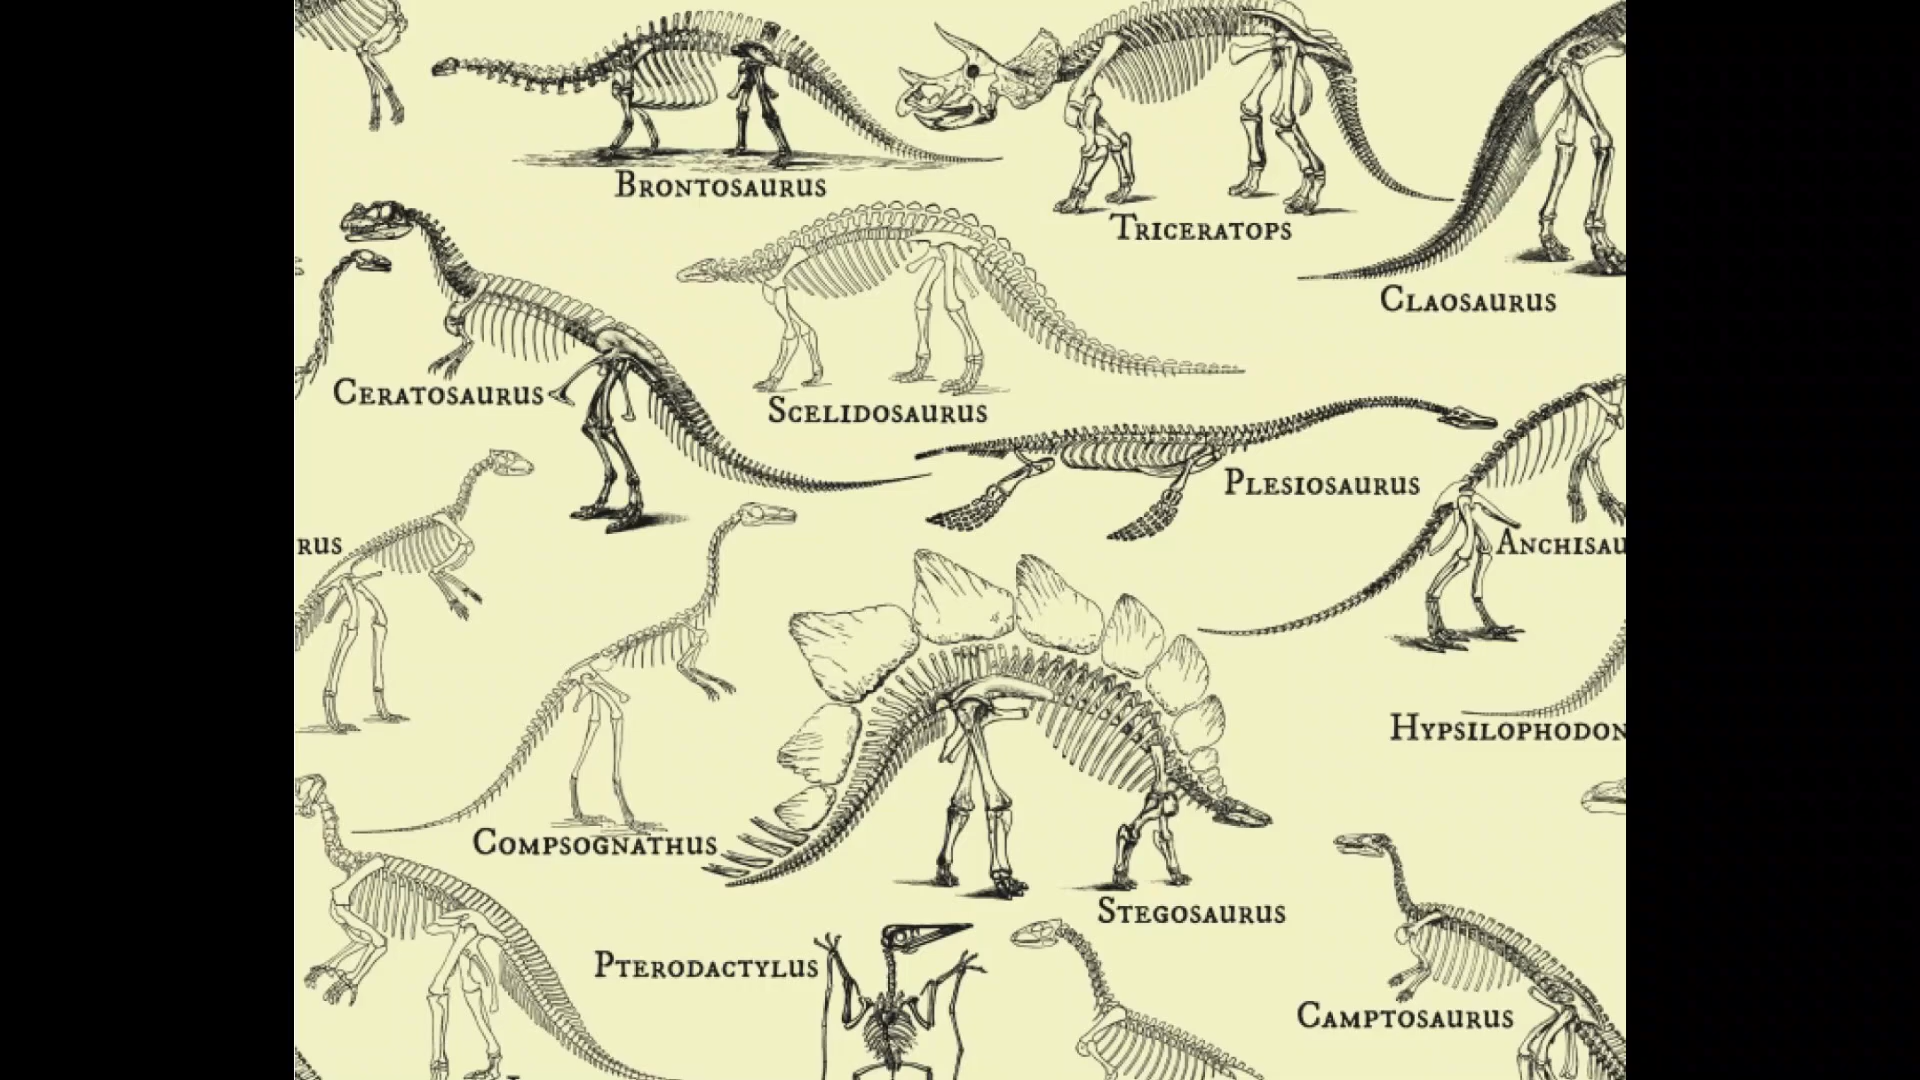 Brontosaurus
Triceratops
Claosaurus
Ceratosaurus
Scelidosaurus
Plesiosaurus
rus
Anchisau
Hypsilophodon
Compsognathus
Stegosaurus
Pterodactylus
Camptosaurus